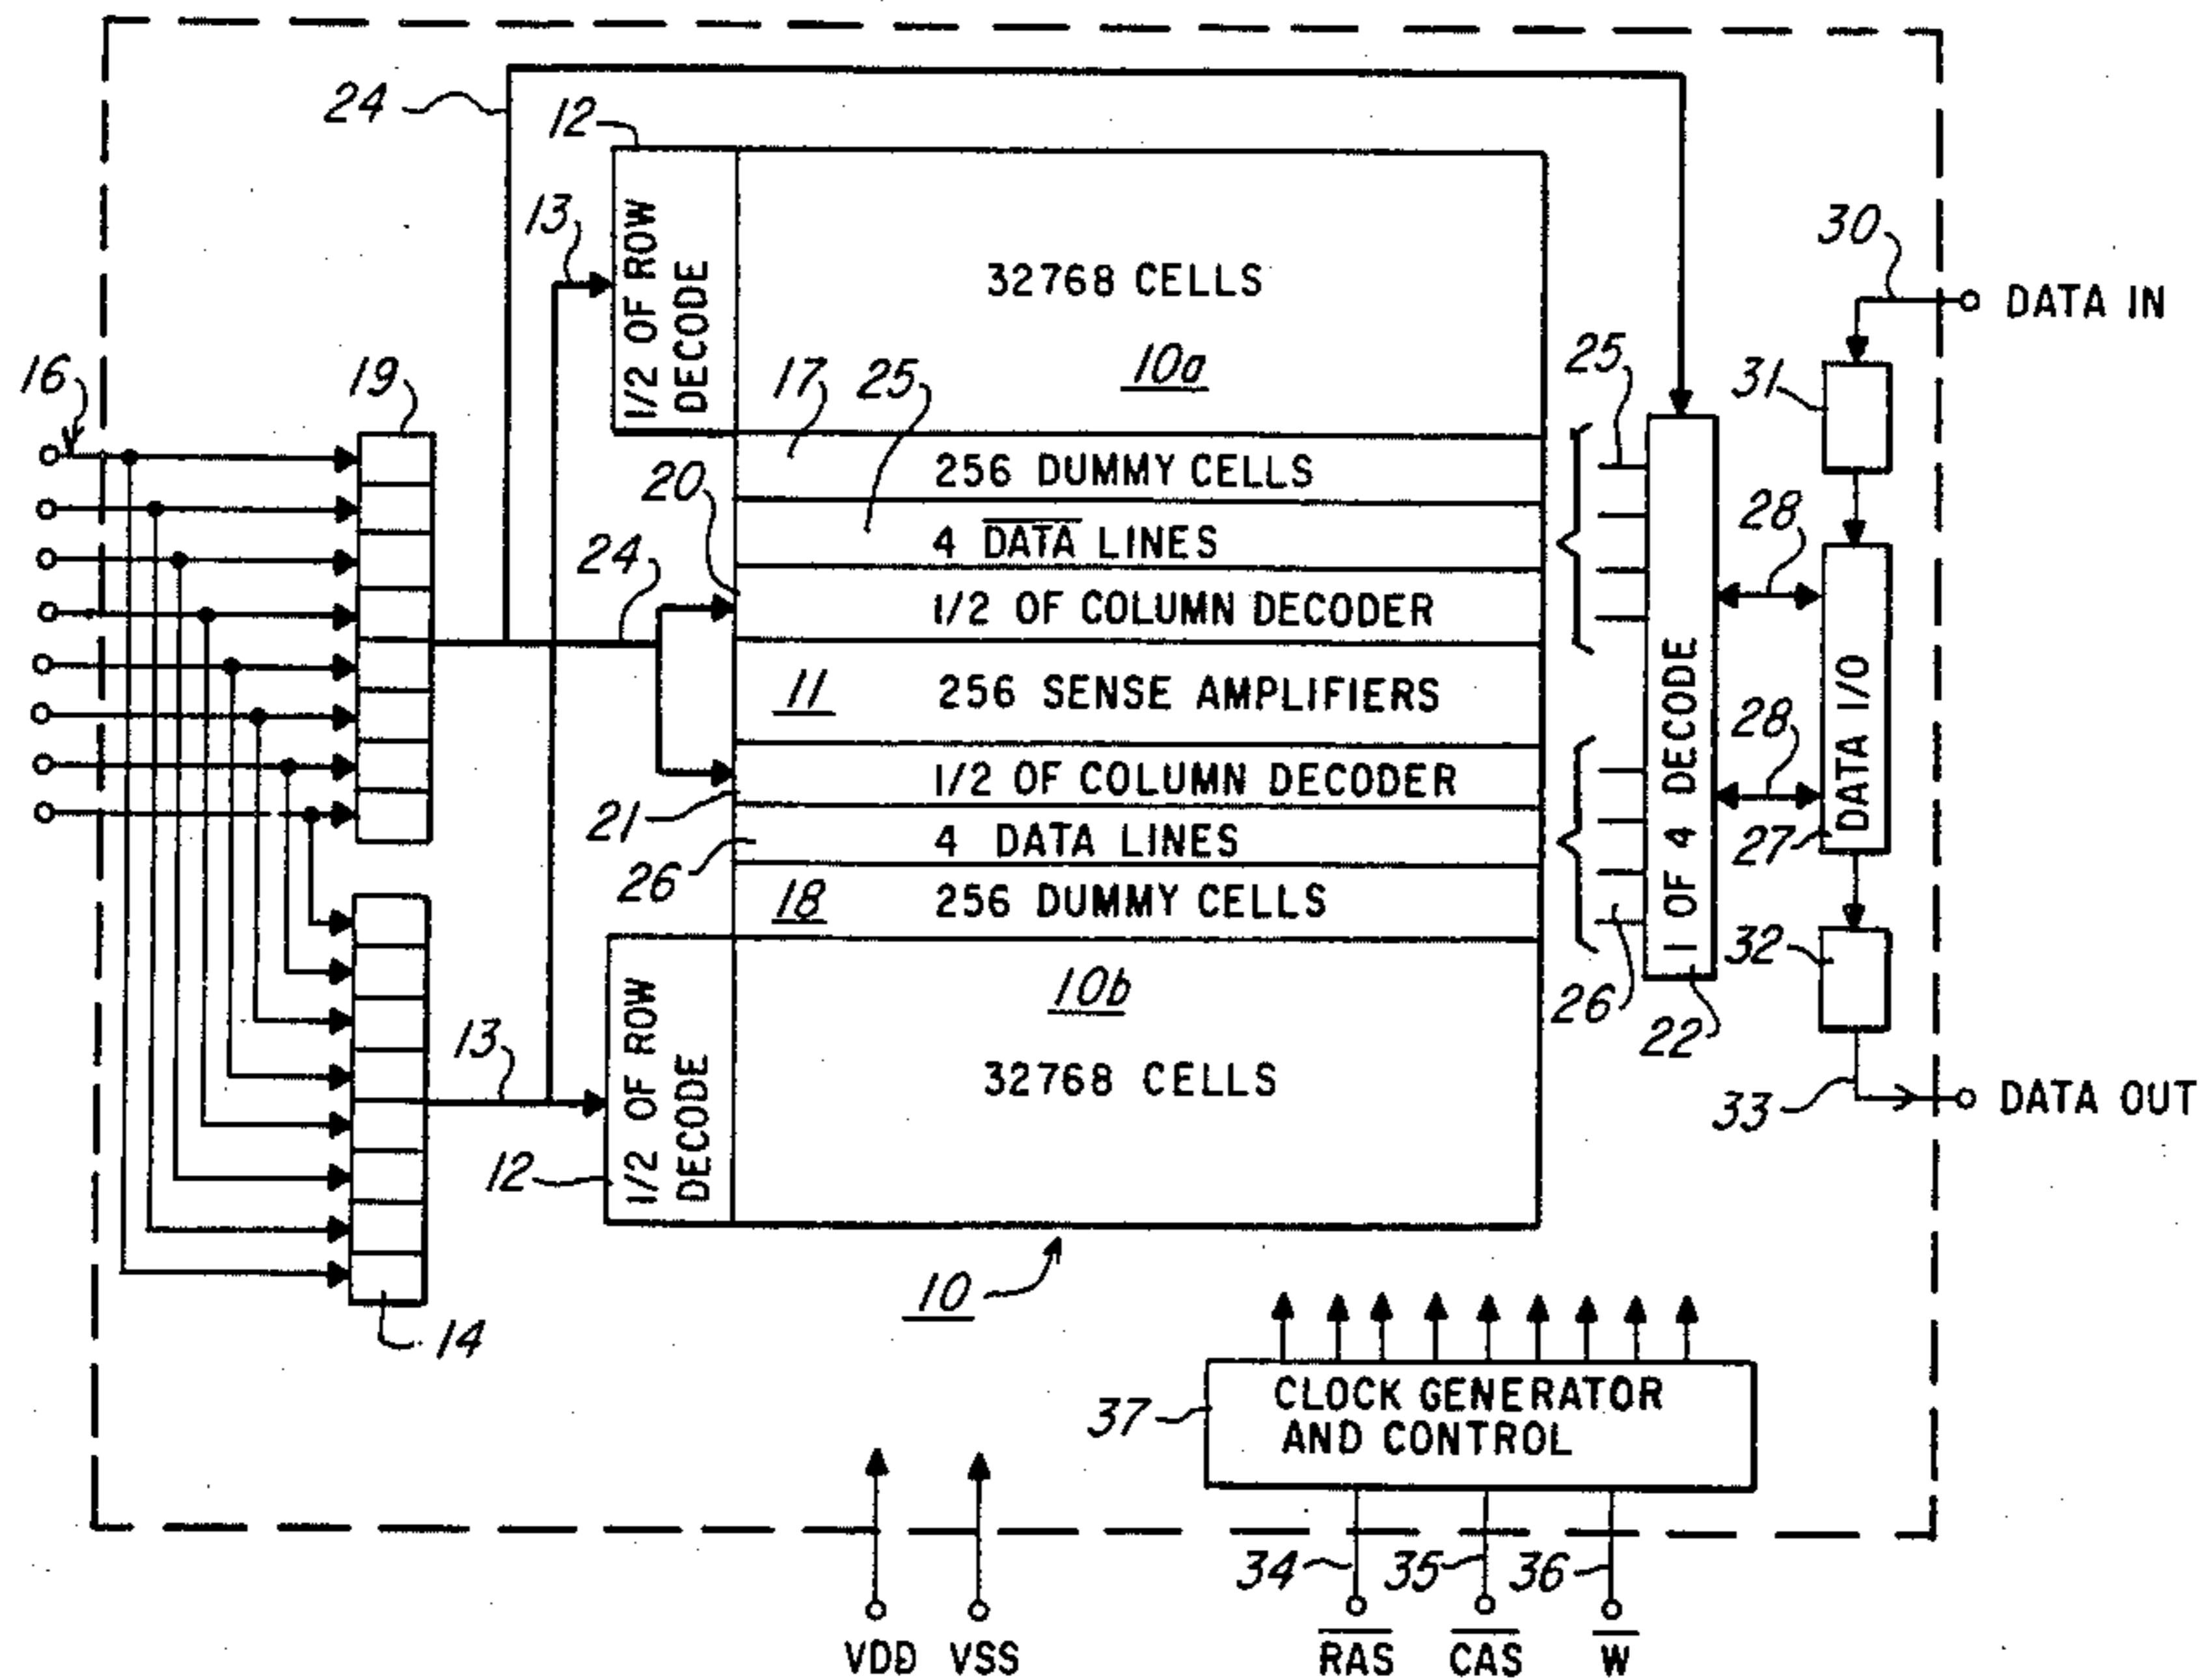 24
12
13
1/2 OF ROW
DECODE
32768 CELLS
10a
30
DATA IN
16
19
17
25
25
31
256 DUMMY CELLS
20
4 D̅A̅T̅A̅ LINES
28
24
1/2 OF COLUMN DECODER
11
256 SENSE AMPLIFIERS
1 OF 4 DECODE
28
DATA I/O
1/2 OF COLUMN DECODER
21
4 DATA LINES
27
26
18
256 DUMMY CELLS
32
10b
26
22
1/2 OF ROW
DECODE
13
32768 CELLS
33
DATA OUT
12
10
14
37
CLOCK GENERATOR
AND CONTROL
34
35
36
VDD
VSS
R̅A̅S̅
C̅A̅S̅
W̅